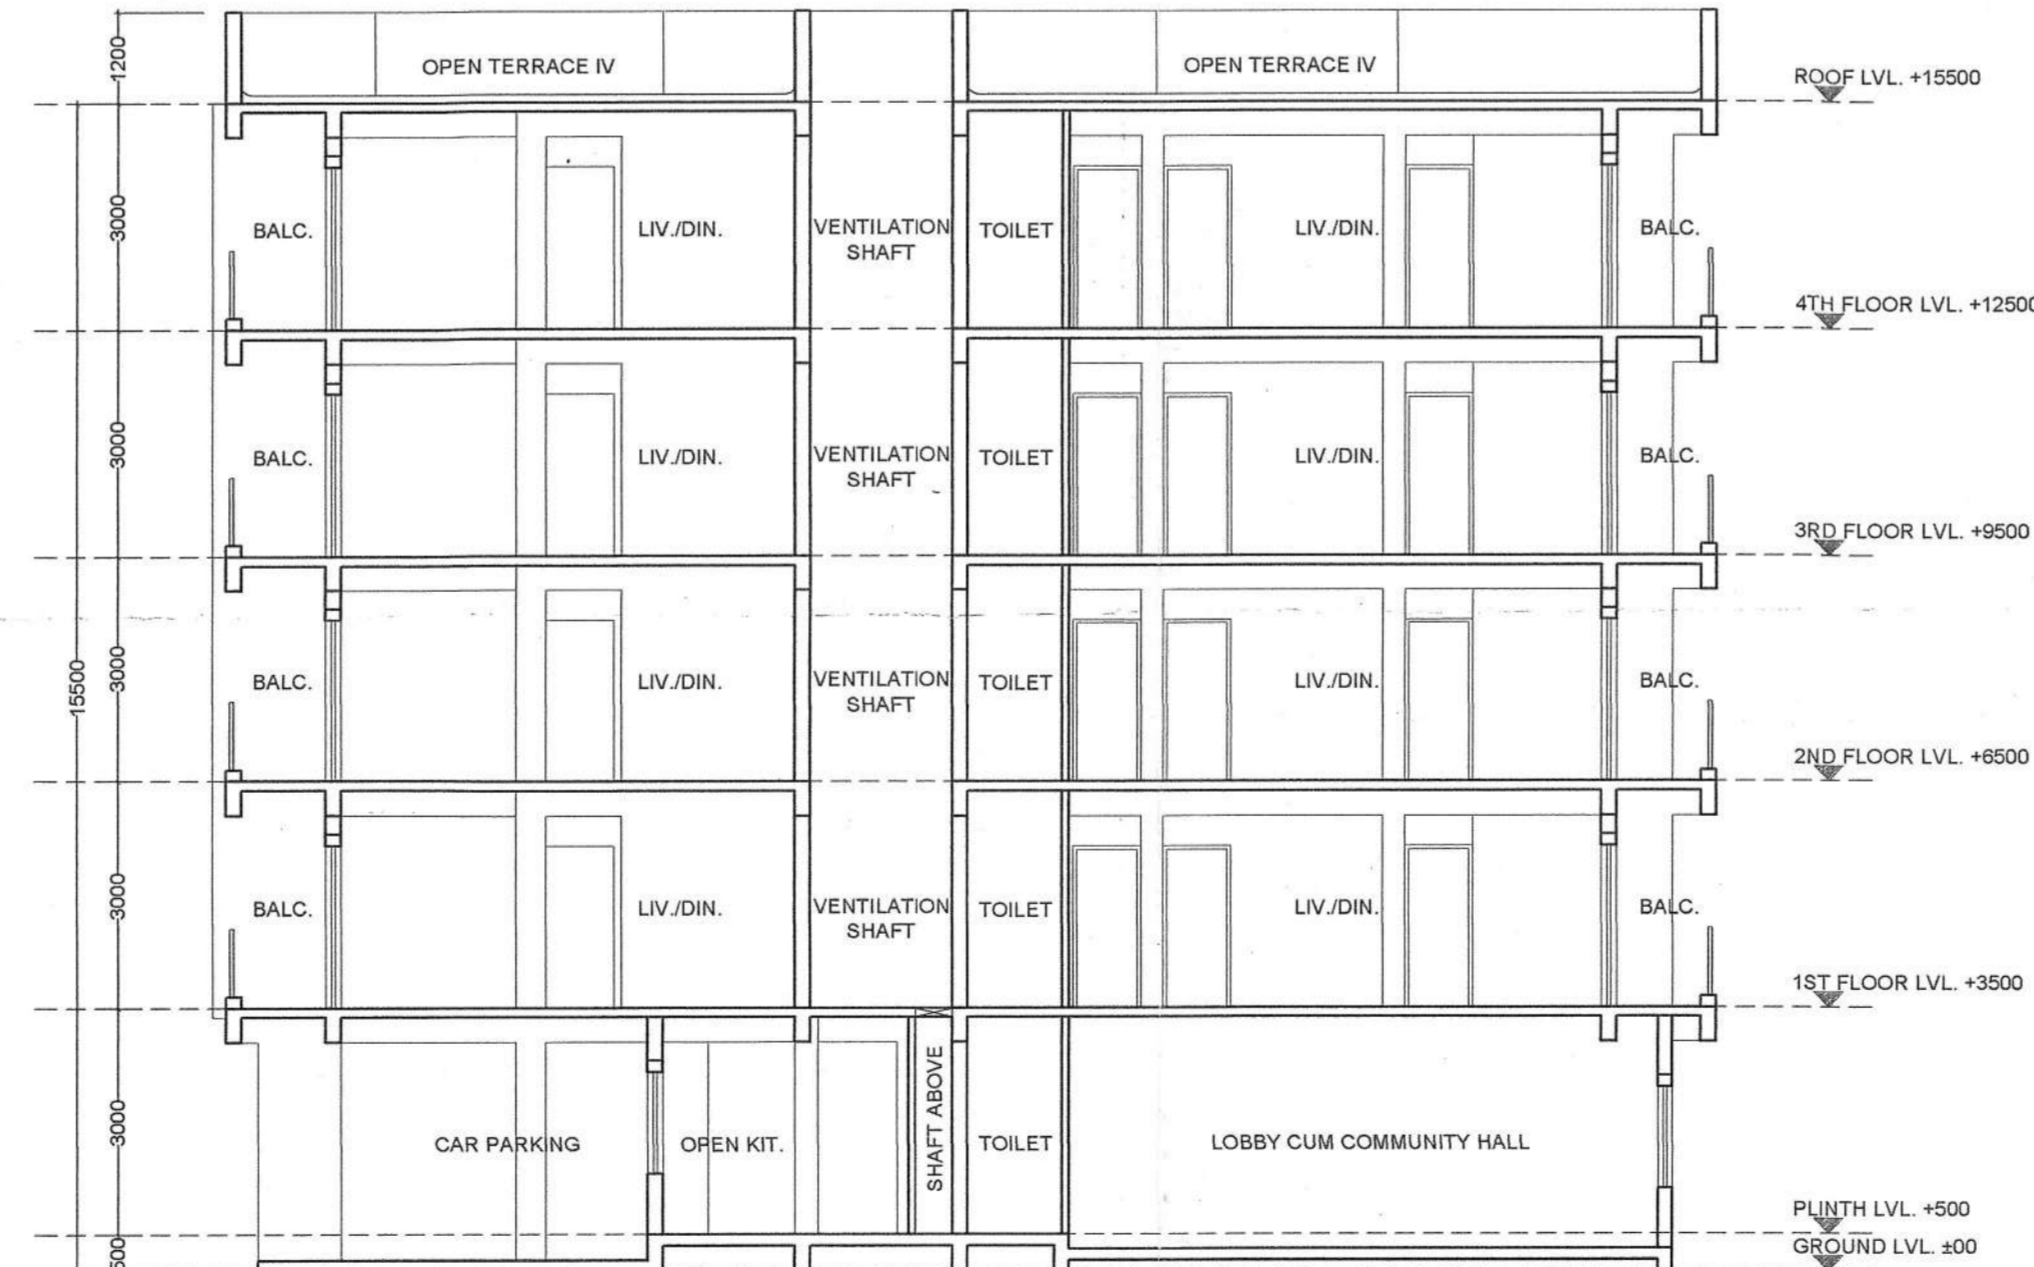 1200
OPEN TERRACE IV
OPEN TERRACE IV
ROOF LVL. +15500
3000
BALC.
LIV./DIN.
VENTILATION
SHAFT
TOILET
LIV./DIN.
BALC.
4TH FLOOR LVL. +12500
3000
BALC.
LIV./DIN.
VENTILATION
SHAFT
TOILET
LIV./DIN.
BALC.
3RD FLOOR LVL. +9500
15500
3000
BALC.
LIV./DIN.
VENTILATION
SHAFT
TOILET
LIV./DIN.
BALC.
2ND FLOOR LVL. +6500
3000
BALC.
LIV./DIN.
VENTILATION
SHAFT
TOILET
LIV./DIN.
BALC.
1ST FLOOR LVL. +3500
3000
CAR PARKING
OPEN KIT.
SHAFT ABOVE
TOILET
LOBBY CUM COMMUNITY HALL
PLINTH LVL. +500
GROUND LVL. ±00